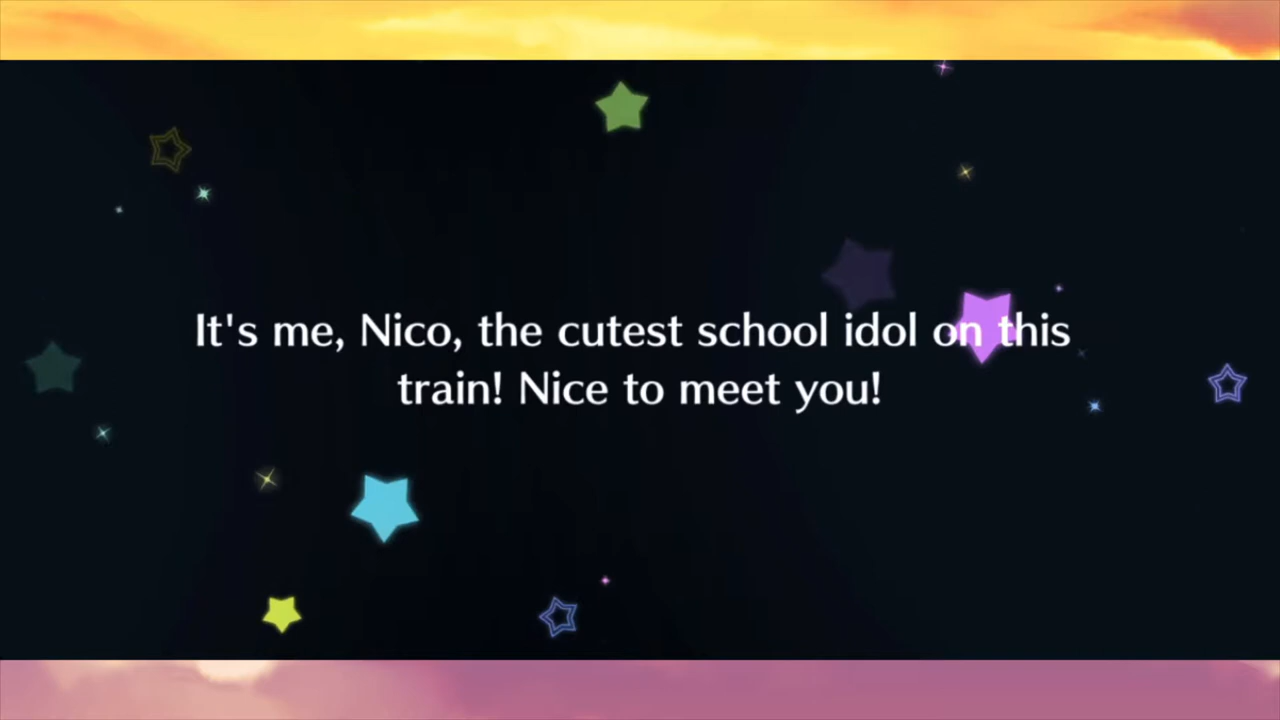 It's me, Nico, the cutest school idol on this
train! Nice to meet you!